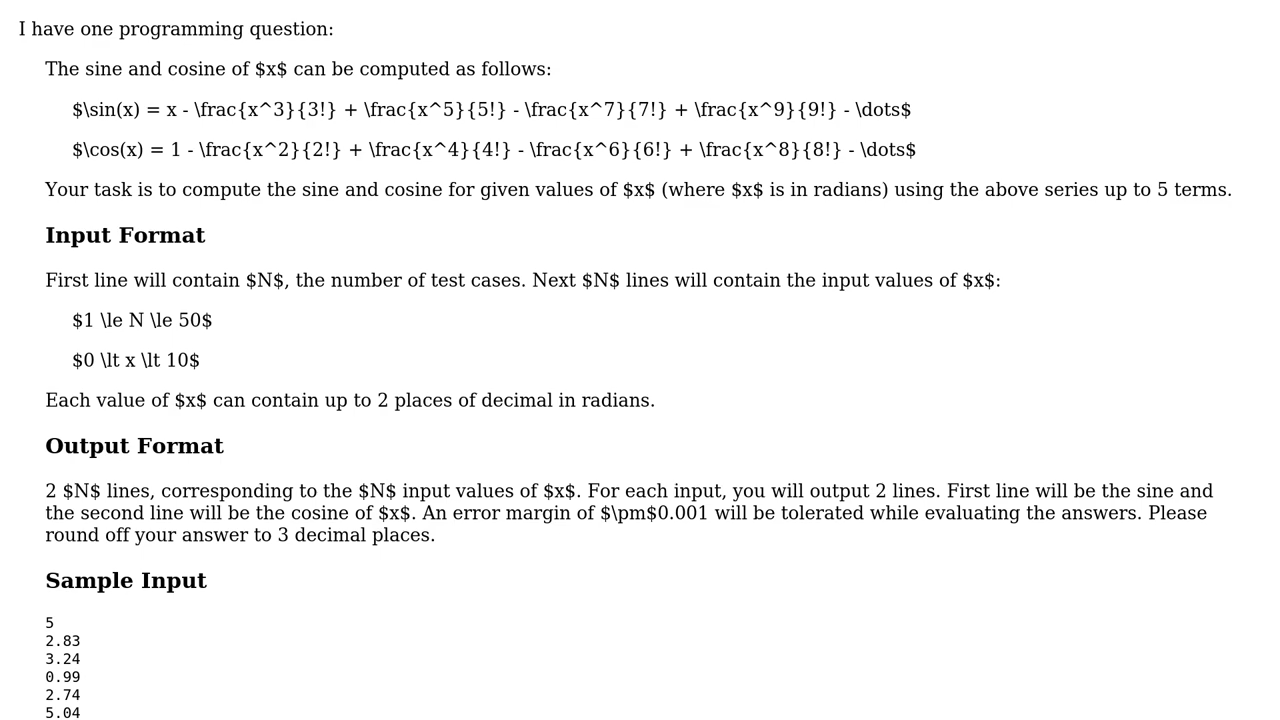 I have one programming question:
The sine and cosine of $x$ can be computed as follows:
$\sin(x) = x - \frac{x^3}{3!} + \frac{x^5}{5!} - \frac{x^7}{7!} + \frac{x^9}{9!} - \dots$
$\cos(x) = 1 - \frac{x^2}{2!} + \frac{x^4}{4!} - \frac{x^6}{6!} + \frac{x^8}{8!} - \dots$
Your task is to compute the sine and cosine for given values of $x$ (where $x$ is in radians) using the above series up to 5 terms.
Input Format
First line will contain $N$, the number of test cases. Next $N$ lines will contain the input values of $x$:
$1 \le N \le 50$
$0 \lt x \lt 10$
Each value of $x$ can contain up to 2 places of decimal in radians.
Output Format
2 $N$ lines, corresponding to the $N$ input values of $x$. For each input, you will output 2 lines. First line will be the sine and
the second line will be the cosine of $x$. An error margin of $\pm$0.001 will be tolerated while evaluating the answers. Please
round off your answer to 3 decimal places.
Sample Input
5
2.83
3.24
0.99
2.74
5.04